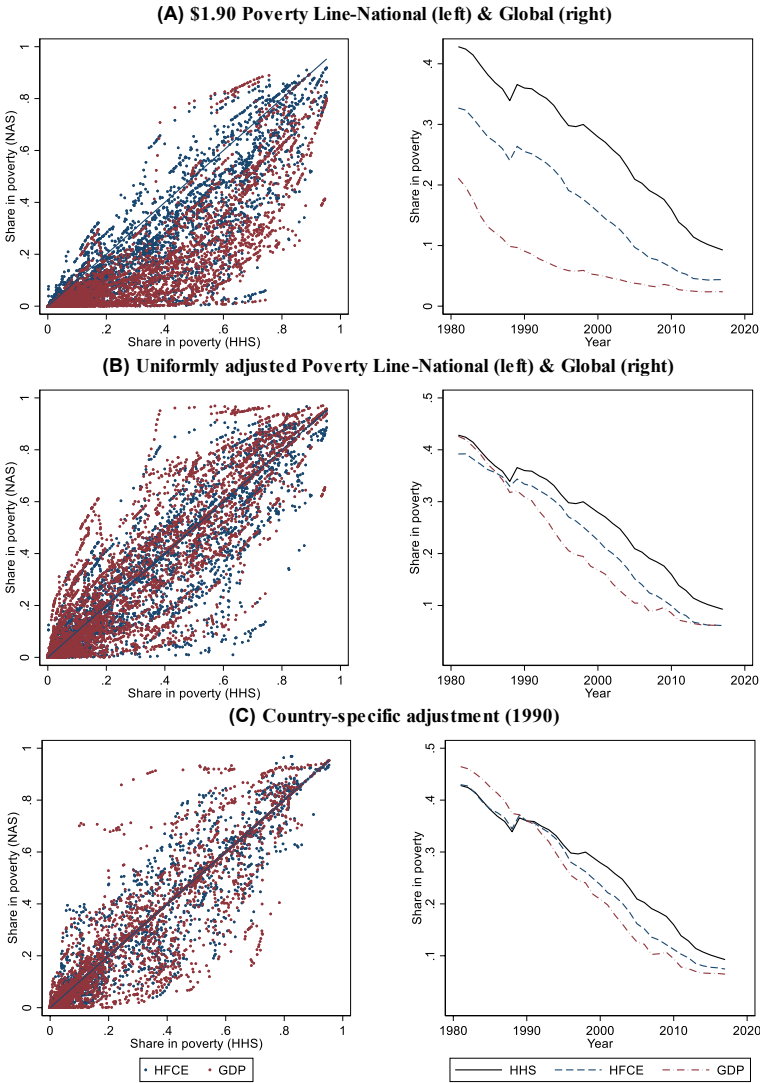 (A) $1.90 Poverty Line-National (left) & Global (right)
Share in poverty (NAS)
1
.8
.6
.4
.2
0
0 .2 .4 .6 .8 1
Share in poverty (HHS)
Share in poverty
.4
.3
.2
.1
0
1980 1990 2000 2010 2020
Year
(B) Uniformly adjusted Poverty Line-National (left) & Global (right)
Share in poverty (NAS)
1
.8
.6
.4
.2
0
0 .2 .4 .6 .8 1
Share in poverty (HHS)
Share in poverty
.5
.4
.3
.2
.1
1980 1990 2000 2010 2020
Year
(C) Country-specific adjustment (1990)
Share in poverty (NAS)
1
.8
.6
.4
.2
0
0 .2 .4 .6 .8 1
Share in poverty (HHS)
HFCE GDP
Share in poverty
.5
.4
.3
.2
.1
1980 1990 2000 2010 2020
Year
HHS HFCE GDP